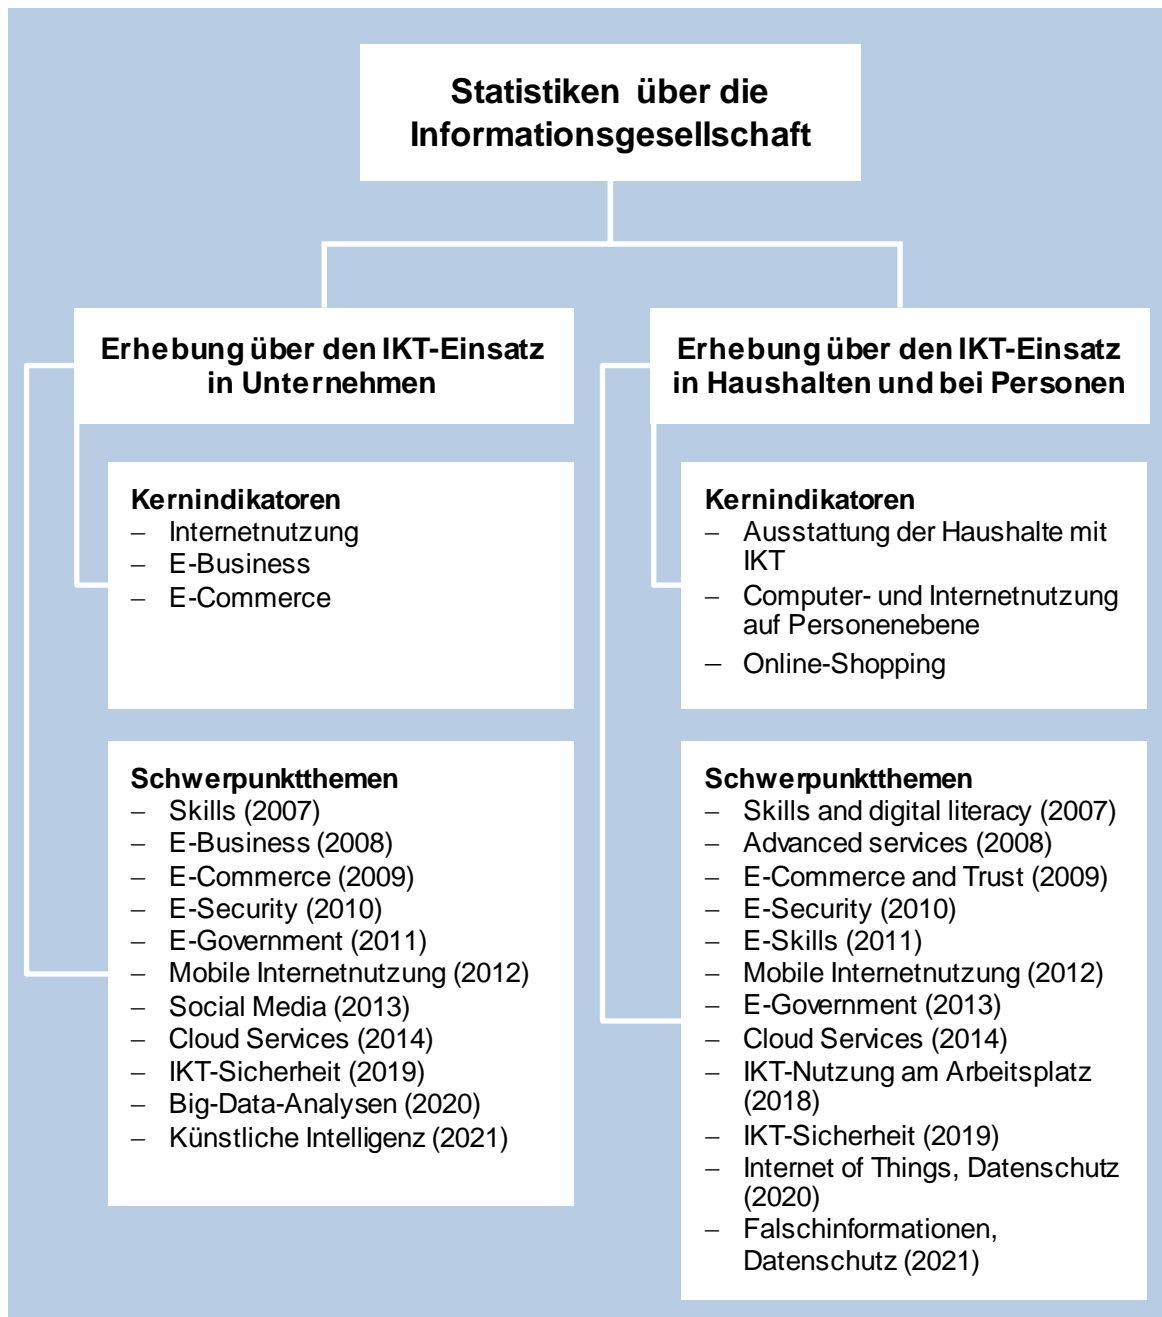 Statistiken über die
Informationsgesellschaft
Erhebung über den IKT-Einsatz
in Unternehmen
Kernindikatoren
– Internetnutzung
– E-Business
– E-Commerce
Schwerpunktthemen
– Skills (2007)
– E-Business (2008)
– E-Commerce (2009)
– E-Security (2010)
– E-Government (2011)
– Mobile Internetnutzung (2012)
– Social Media (2013)
– Cloud Services (2014)
– IKT-Sicherheit (2019)
– Big-Data-Analysen (2020)
– Künstliche Intelligenz (2021)
Erhebung über den IKT-Einsatz
in Haushalten und bei Personen
Kernindikatoren
– Ausstattung der Haushalte mit
IKT
– Computer- und Internetnutzung
auf Personenebene
– Online-Shopping
Schwerpunktthemen
– Skills and digital literacy (2007)
– Advanced services (2008)
– E-Commerce and Trust (2009)
– E-Security (2010)
– E-Skills (2011)
– Mobile Internetnutzung (2012)
– E-Government (2013)
– Cloud Services (2014)
– IKT-Nutzung am Arbeitsplatz
(2018)
– IKT-Sicherheit (2019)
– Internet of Things, Datenschutz
(2020)
– Falschinformationen,
Datenschutz (2021)